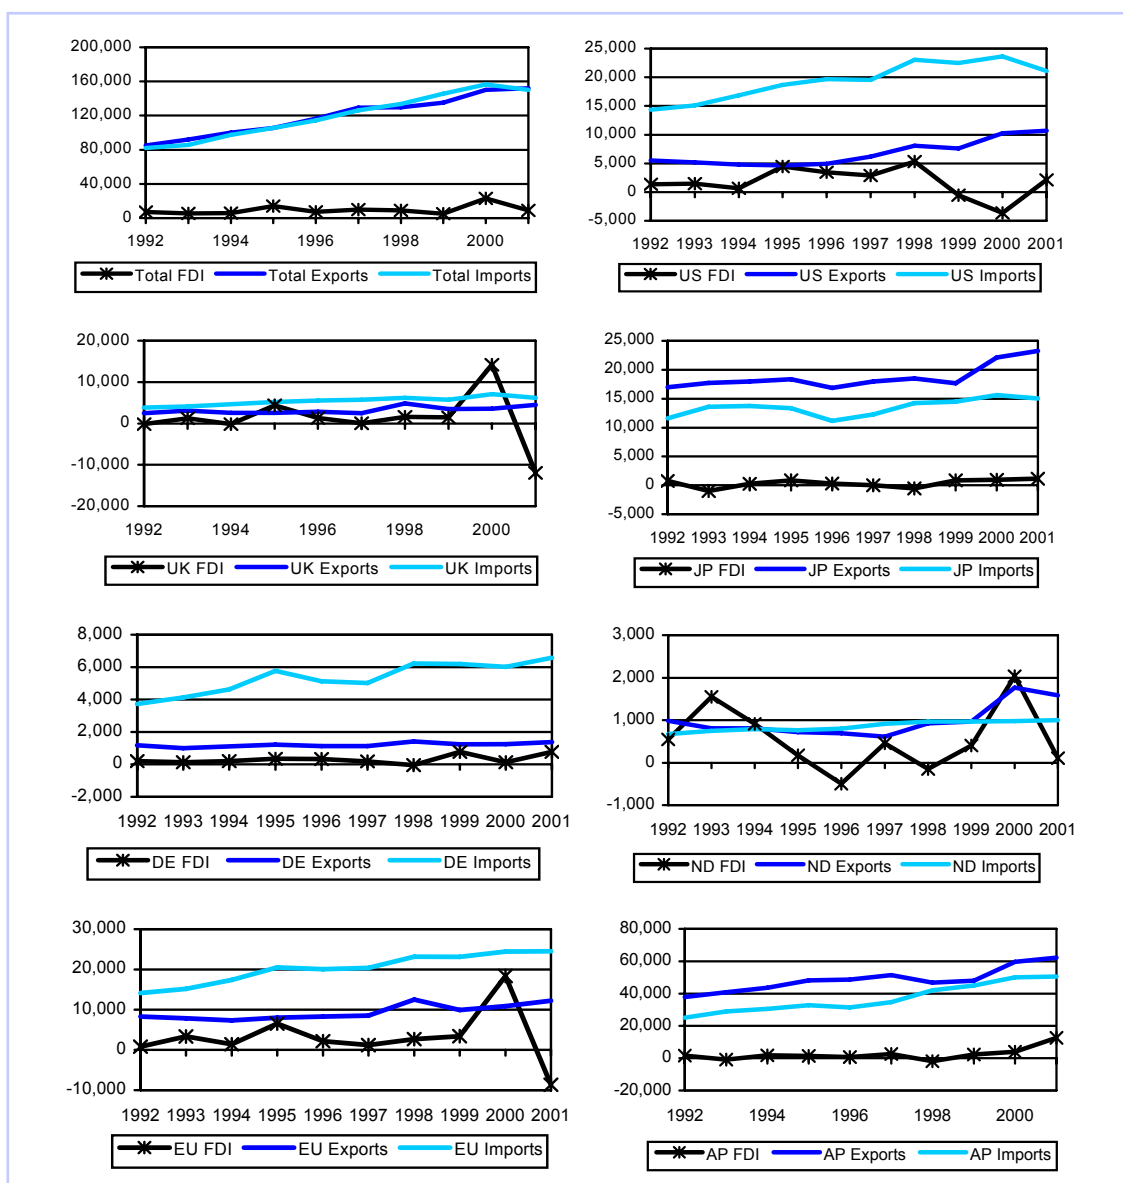 200,000
160,000
120,000
80,000
40,000
0
1992 1994 1996 1998 2000
Total FDI Total Exports Total Imports
25,000
20,000
15,000
10,000
5,000
0
-5,000
1992 1993 1994 1995 1996 1997 1998 1999 2000 2001
US FDI US Exports US Imports
20,000
10,000
0
-10,000
-20,000
1992 1994 1996 1998 2000
UK FDI UK Exports UK Imports
25,000
20,000
15,000
10,000
5,000
0
-5,000
1992 1993 1994 1995 1996 1997 1998 1999 2000 2001
JP FDI JP Exports JP Imports
8,000
6,000
4,000
2,000
0
-2,000
1992 1993 1994 1995 1996 1997 1998 1999 2000 2001
DE FDI DE Exports DE Imports
3,000
2,000
1,000
0
-1,000
1992 1993 1994 1995 1996 1997 1998 1999 2000 2001
ND FDI ND Exports ND Imports
30,000
20,000
10,000
0
-10,000
1992 1993 1994 1995 1996 1997 1998 1999 2000 2001
EU FDI EU Exports EU Imports
80,000
60,000
40,000
20,000
0
-20,000
1992 1994 1996 1998 2000
AP FDI AP Exports AP Imports